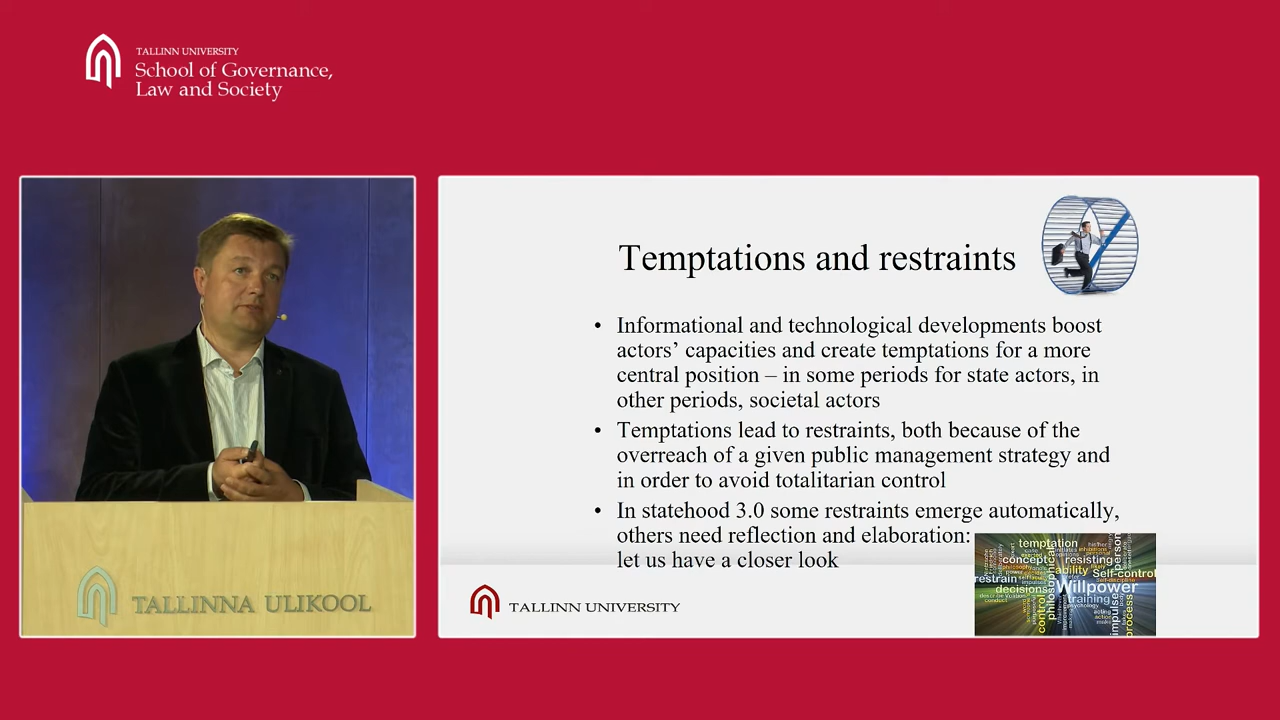 TALLINN UNIVERSITY
School of Governance,
Law and Society
TALLINNA ÜLIKOOL
Temptations and restraints
• Informational and technological developments boost
actors’ capacities and create temptations for a more
central position – in some periods for state actors, in
other periods, societal actors
• Temptations lead to restraints, both because of the
overreach of a given public management strategy and
in order to avoid totalitarian control
• In statehood 3.0 some restraints emerge automatically,
others need reflection and elaboration:
let us have a closer look
TALLINN UNIVERSITY
temptation
concepts
resisting
ability
Self-control
restrain
decisions
Willpower
training
psychology
control
philosophical
impulse
process
person